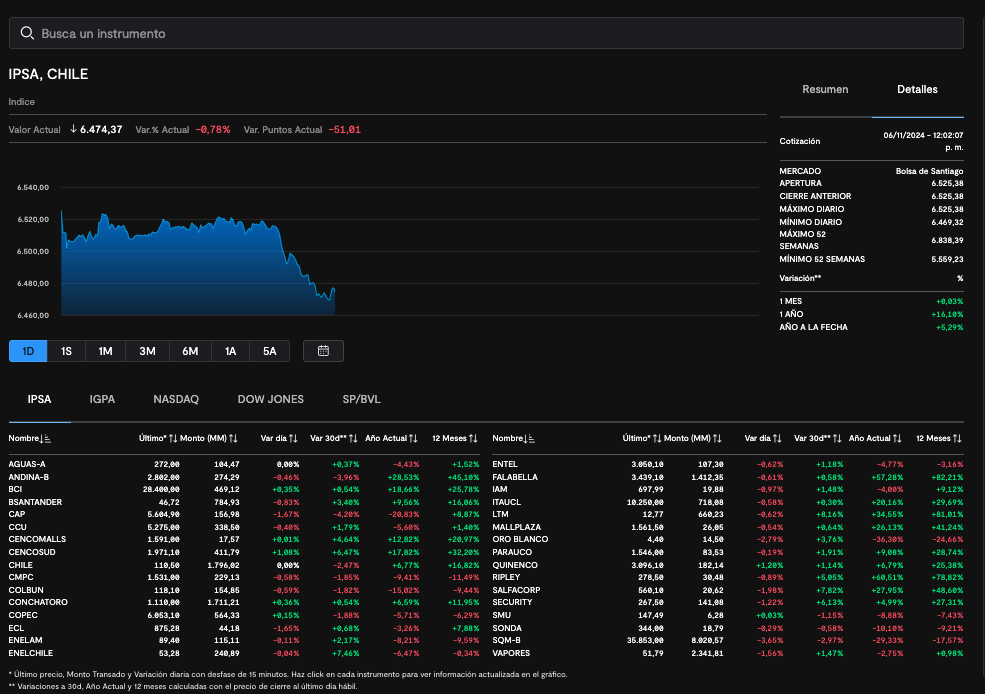 Busca un instrumento
IPSA, CHILE
Indice
Valor Actual ↓ 6.474,37 Var.% Actual -0,78% Var. Puntos Actual -51,01
6.540,00
6.520,00
6.500,00
6.480,00
6.460,00
1D 1S 1M 3M 6M 1A 5A
Resumen Detalles
Cotización 06/11/2024 - 12:02:07 p. m.
MERCADO Bolsa de Santiago
APERTURA 6.525,38
CIERRE ANTERIOR 6.525,38
MÁXIMO DIARIO 6.525,38
MÍNIMO DIARIO 6.469,32
MÁXIMO 52 SEMANAS 6.838,39
MÍNIMO 52 SEMANAS 5.559,23
Variación** %
1 MES +0,03%
1 AÑO +16,10%
AÑO A LA FECHA +5,29%
IPSA IGPA NASDAQ DOW JONES SP/BVL
Nombre Último* Monto (MM) Var día Var 30d** Año Actual 12 Meses
AGUAS-A 272,00 104,47 0,00% +0,37% -4,43% +1,52%
ANDINA-B 2.802,00 274,29 -0,46% -3,96% +28,53% +45,10%
BCI 28.400,00 469,12 +0,35% +0,54% +18,66% +25,78%
BSANTANDER 46,72 784,93 -0,83% +3,40% +9,56% +16,06%
CAP 5.604,90 156,98 -1,67% -4,20% -20,83% +8,87%
CCU 5.275,00 338,50 -0,40% +1,79% -5,60% +1,40%
CENCOMALLS 1.591,00 17,57 +0,01% +4,64% +12,82% +20,97%
CENCOSUD 1.971,10 411,79 +1,08% +6,47% +17,82% +32,20%
CHILE 110,50 1.796,02 0,00% -2,47% +6,77% +16,82%
CMPC 1.531,00 229,13 -0,58% -1,85% -9,41% -11,49%
COLBUN 118,10 154,85 -0,59% -1,82% -15,02% -9,44%
CONCHATORO 1.110,00 1.711,21 +0,36% +0,54% +6,59% +11,95%
COPEC 6.053,10 564,33 +0,15% -1,88% -5,71% -6,29%
ECL 875,28 44,18 -1,65% +0,68% -3,26% +7,88%
ENELAM 89,40 115,11 -0,11% +2,17% -8,21% -9,59%
ENELCHILE 53,28 240,89 -0,04% +7,46% -6,47% -0,34%
Nombre Último* Monto (MM) Var día Var 30d** Año Actual 12 Meses
ENTEL 3.050,10 107,30 -0,62% +1,18% -4,77% -3,16%
FALABELLA 3.439,10 1.412,35 -0,61% +0,58% +57,28% +82,21%
IAM 697,99 19,88 -0,97% +1,48% -4,00% +9,12%
ITAUCL 10.250,00 718,08 -0,58% +0,30% +20,16% +29,69%
LTM 12,77 660,23 -0,62% +8,16% +34,55% +81,01%
MALLPLAZA 1.561,50 26,05 -0,54% +0,64% +26,13% +41,24%
ORO BLANCO 4,40 14,50 -2,79% +3,76% -36,30% -24,66%
PARAUCO 1.546,00 83,53 -0,19% +1,91% +9,08% +28,74%
QUINENCO 3.096,10 182,14 +1,20% +1,14% +6,79% +25,38%
RIPLEY 278,50 30,48 -0,89% +5,05% +60,51% +78,82%
SALFACORP 560,10 20,62 -1,98% +7,82% +27,95% +48,60%
SECURITY 267,50 141,08 -1,22% +6,13% +4,99% +27,31%
SMU 147,49 6,28 +0,03% -1,15% -8,88% -7,43%
SONDA 344,00 18,79 -0,29% -0,58% -10,10% -9,21%
SQM-B 35.853,00 8.020,57 -3,65% -2,97% -29,33% -17,57%
VAPORES 51,79 2.341,81 -1,56% +1,47% -2,75% +0,98%
* Último precio, Monto Transado y Variación diaria con desfase de 15 minutos. Haz click en cada instrumento para ver información actualizada en el gráfico.
** Variaciones a 30d, Año Actual y 12 meses calculadas con el precio de cierre al último día hábil.